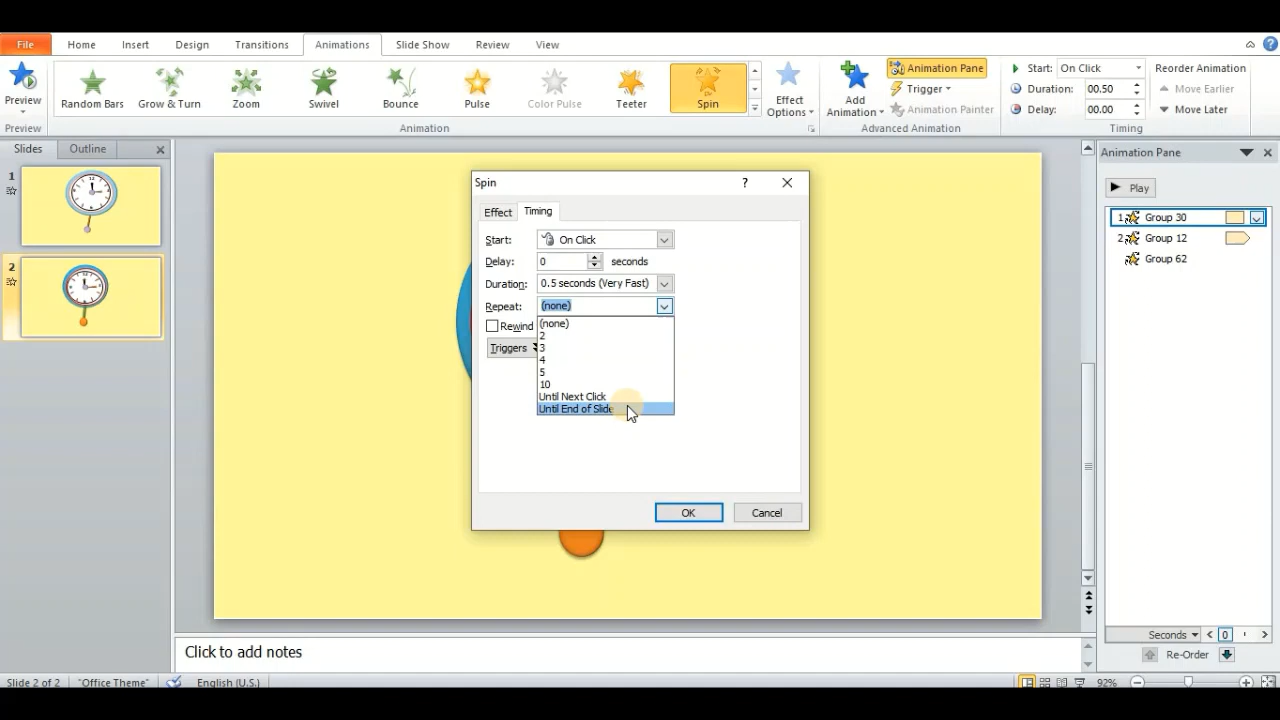 File Home Insert Design Transitions Animations Slide Show Review View
Preview Random Bars Grow & Turn Zoom Swivel Bounce Pulse Color Pulse Teeter Spin Effect Options Add Animation Animation Pane Start: On Click Reorder Animation
Trigger Duration: 00.50 Move Earlier
Animation Painter Delay: 00.00 Move Later
Preview Animation Advanced Animation Timing
Slides Outline
Animation Pane
Play
1 Group 30
2 Group 12
Group 62
1
2
Spin
?
Effect Timing
Start: On Click
Delay: 0 seconds
Duration: 0.5 seconds (Very Fast)
Repeat: (none)
Rewind
Triggers
(none)
2
3
4
5
10
Until Next Click
Until End of Slide
OK Cancel
Seconds 0
Re-Order
Click to add notes
Slide 2 of 2 "Office Theme" English (U.S.) 92%